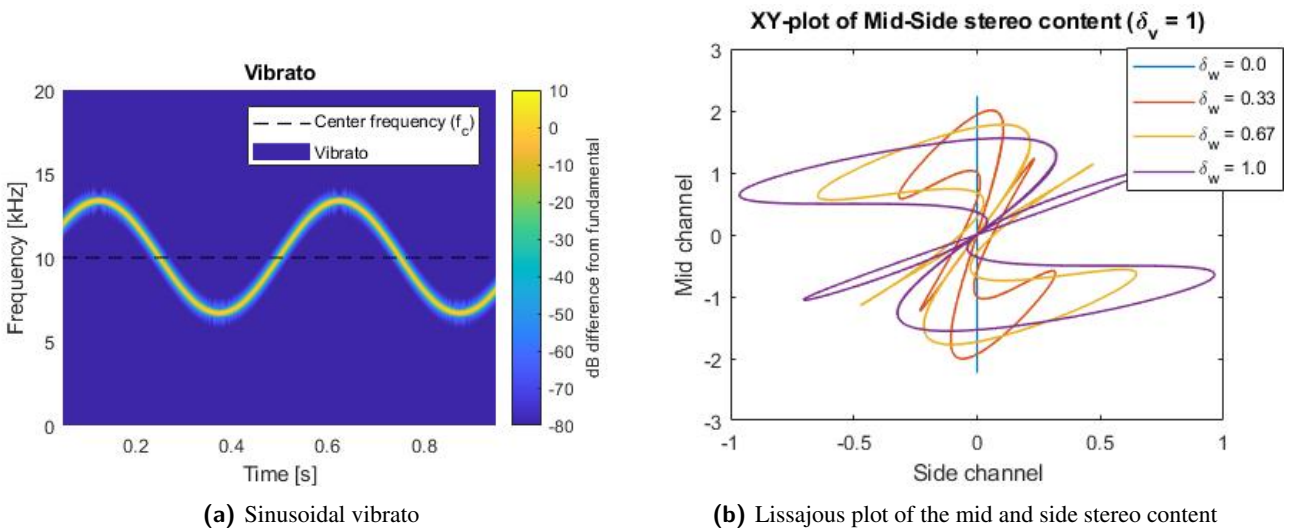 Vibrato
20
15
10
5
0
Frequency [kHz]
0.2 0.4 0.6 0.8
Time [s]
Center frequency (f_c)
Vibrato
10
0
-10
-20
-30
-40
-50
-60
-70
-80
dB difference from fundamental
(a) Sinusoidal vibrato
XY-plot of Mid-Side stereo content (δ_v = 1)
3
2
1
0
-1
-2
-3
Mid channel
-1 -0.5 0 0.5 1
Side channel
δ_w = 0.0
δ_w = 0.33
δ_w = 0.67
δ_w = 1.0
(b) Lissajous plot of the mid and side stereo content